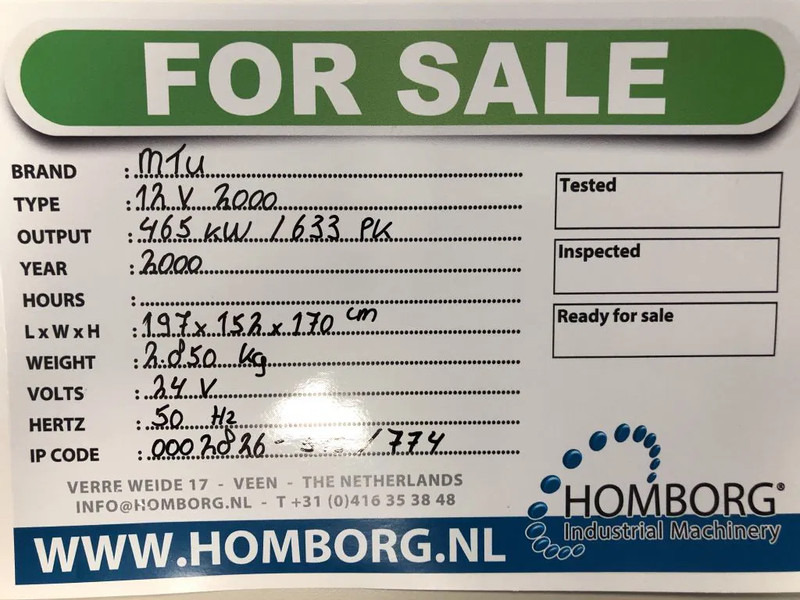 FOR SALE
BRAND : MTU
TYPE : 12 V 2000
OUTPUT : 465 KW / 633 PK
YEAR : 2000
HOURS :
L x W x H : 197 x 152 x 170 cm
WEIGHT : 2.850 kg
VOLTS : 24 V
HERTZ : 50 Hz
IP CODE : 0002826- / 774
Tested
Inspected
Ready for sale
VERRE WEIDE 17 - VEEN - THE NETHERLANDS
INFO@HOMBORG.NL - T +31 (0)416 35 38 48
WWW.HOMBORG.NL
HOMBORG®
Industrial Machinery